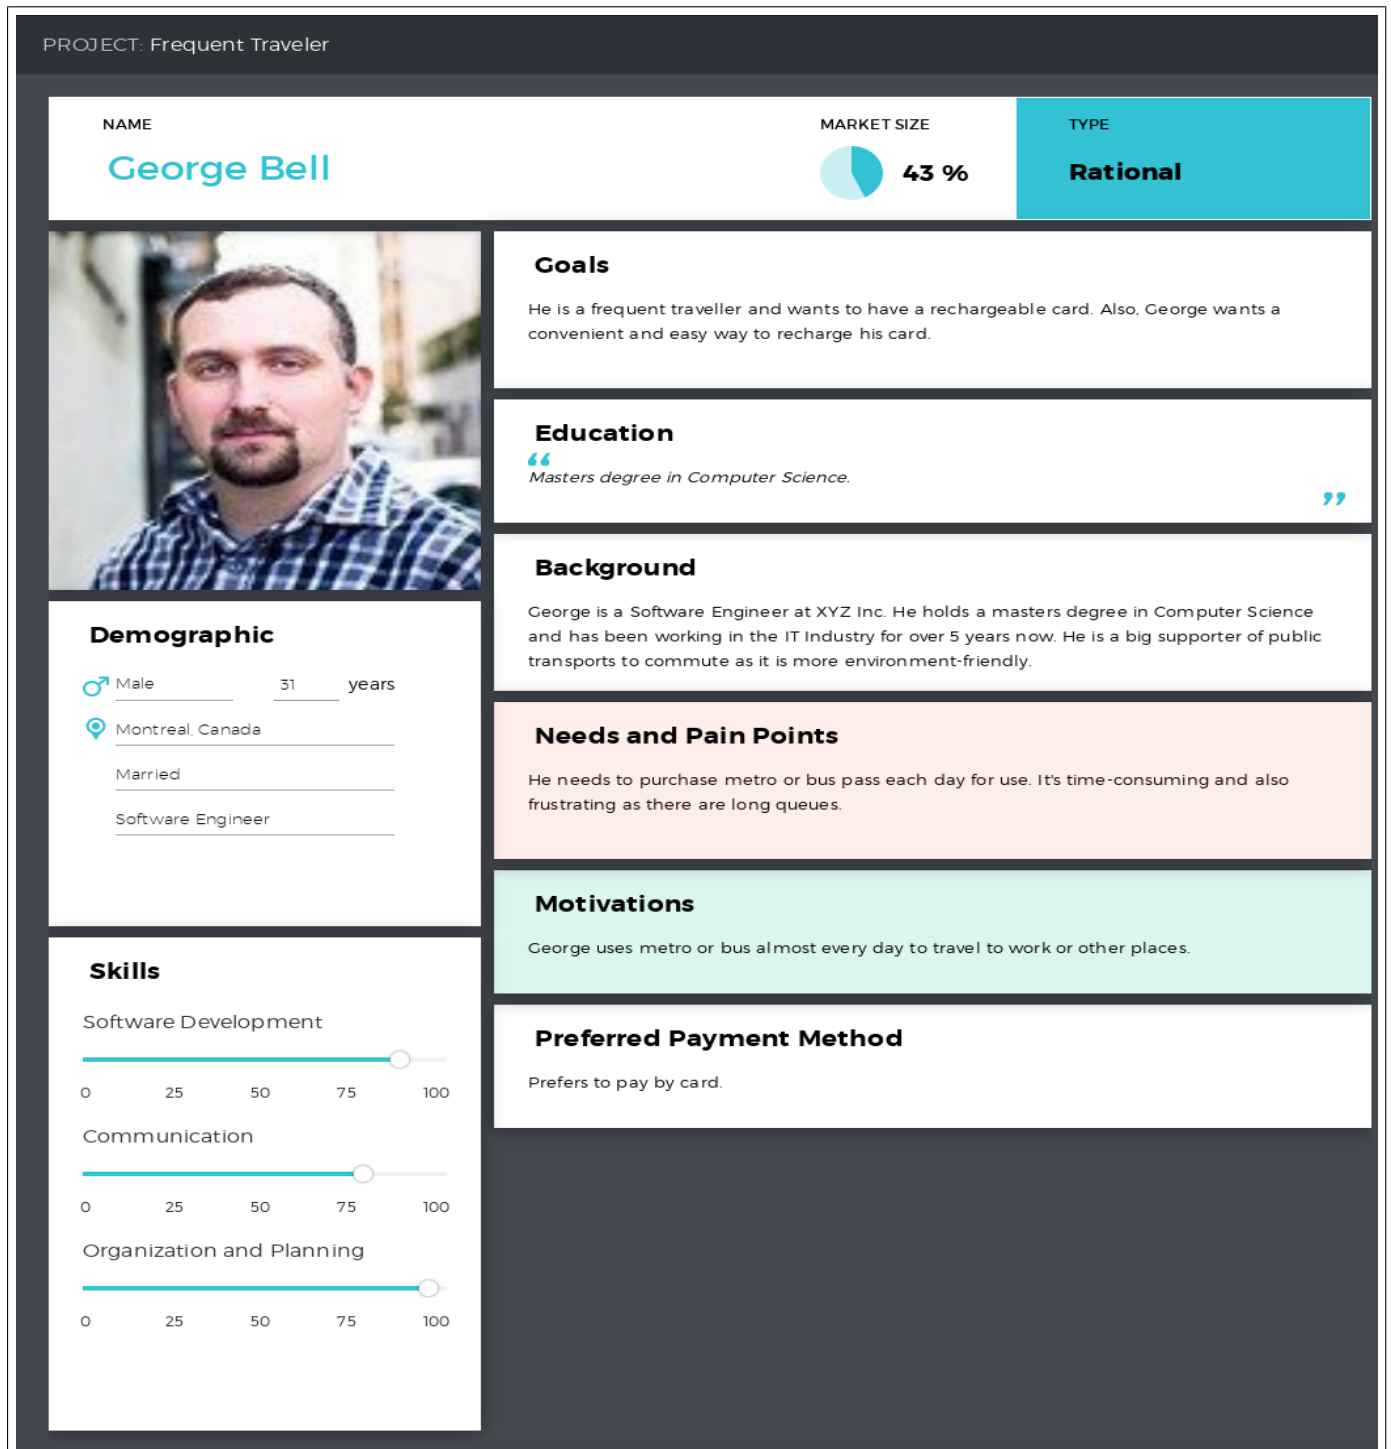 PROJECT: Frequent Traveler
NAME
George Bell
MARKET SIZE
43 %
TYPE
Rational
Goals
He is a frequent traveller and wants to have a rechargeable card. Also, George wants a
convenient and easy way to recharge his card.
Education
“
Masters degree in Computer Science.
”
Background
George is a Software Engineer at XYZ Inc. He holds a masters degree in Computer Science
and has been working in the IT Industry for over 5 years now. He is a big supporter of public
transports to commute as it is more environment-friendly.
Demographic
Male 31 years
Montreal, Canada
Married
Software Engineer
Needs and Pain Points
He needs to purchase metro or bus pass each day for use. It's time-consuming and also
frustrating as there are long queues.
Motivations
George uses metro or bus almost every day to travel to work or other places.
Skills
Software Development
0 25 50 75 100
Communication
0 25 50 75 100
Organization and Planning
0 25 50 75 100
Preferred Payment Method
Prefers to pay by card.